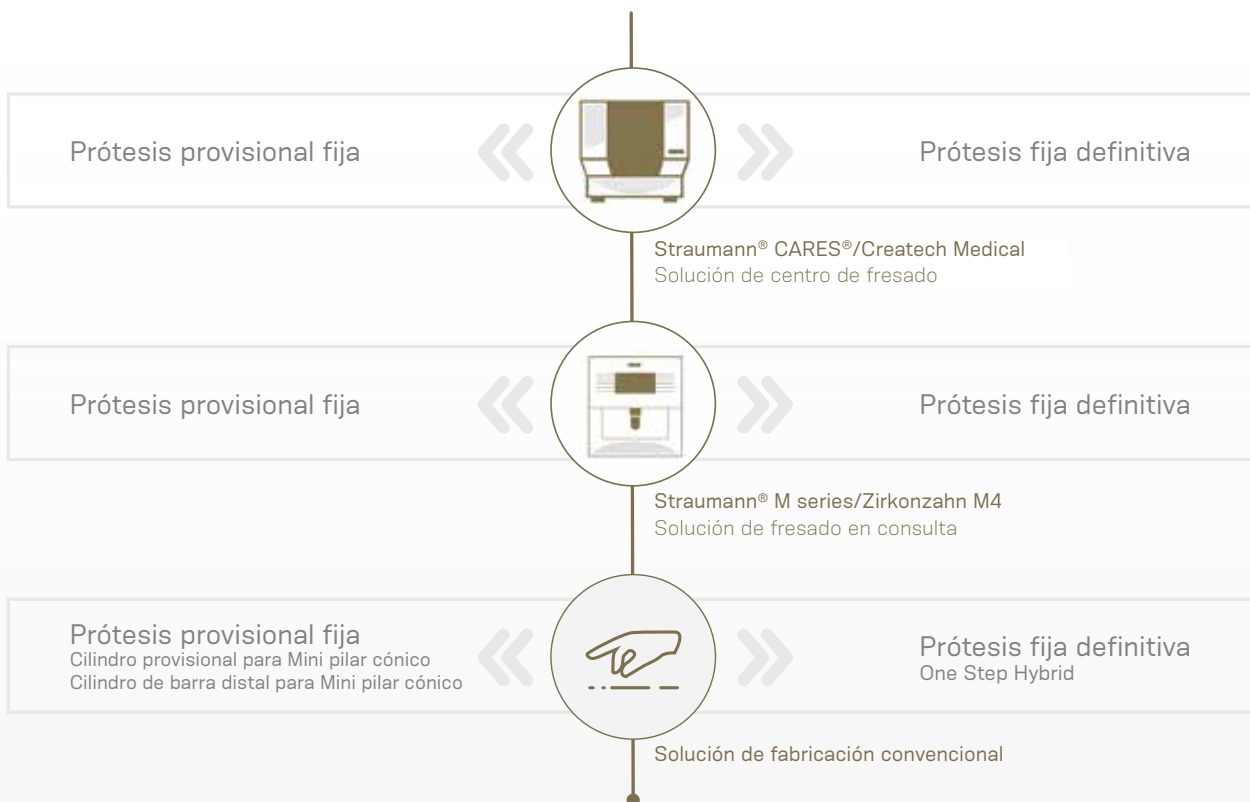 Prótesis provisional fija
Prótesis fija definitiva
Straumann® CARES®/Createch Medical
Solución de centro de fresado
Prótesis provisional fija
Prótesis fija definitiva
Straumann® M series/Zirkonzahn M4
Solución de fresado en consulta
Prótesis provisional fija
Cilindro provisional para Mini pilar cónico
Cilindro de barra distal para Mini pilar cónico
Prótesis fija definitiva
One Step Hybrid
Solución de fabricación convencional